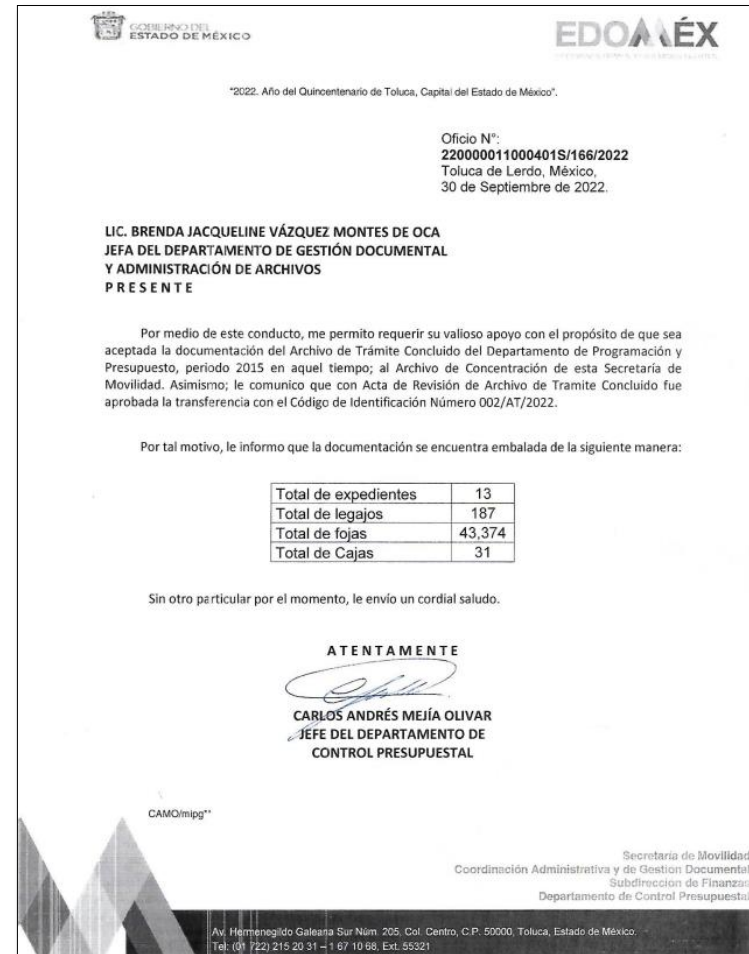 GOBIERNO DEL
ESTADO DE MÉXICO
EDOMÉX
"2022. Año del Quincentenario de Toluca, Capital del Estado de México".
Oficio N°:
220000011000401S/166/2022
Toluca de Lerdo, México,
30 de Septiembre de 2022.
LIC. BRENDA JACQUELINE VÁZQUEZ MONTES DE OCA
JEFA DEL DEPARTAMENTO DE GESTIÓN DOCUMENTAL
Y ADMINISTRACIÓN DE ARCHIVOS
P R E S E N T E
Por medio de este conducto, me permito requerir su valioso apoyo con el propósito de que sea
aceptada la documentación del Archivo de Trámite Concluido del Departamento de Programación y
Presupuesto, periodo 2015 en aquel tiempo; al Archivo de Concentración de esta Secretaría de
Movilidad. Asimismo; le comunico que con Acta de Revisión de Archivo de Tramite Concluido fue
aprobada la transferencia con el Código de Identificación Número 002/AT/2022.
Por tal motivo, le informo que la documentación se encuentra embalada de la siguiente manera:
Total de expedientes 13
Total de legajos 187
Total de fojas 43,374
Total de Cajas 31
Sin otro particular por el momento, le envío un cordial saludo.
A T E N T A M E N T E
CARLOS ANDRÉS MEJÍA OLIVAR
JEFE DEL DEPARTAMENTO DE
CONTROL PRESUPUESTAL
CAMO/mipg**
Secretaría de Movilidad
Coordinación Administrativa y de Gestion Documental
Subdireccion de Finanzas
Departamento de Control Presupuestal
Av. Hermenegildo Galeana Sur Núm. 205, Col. Centro, C.P. 50000, Toluca, Estado de México.
Tel: (01 722) 215 20 31 – 1 67 10 68, Ext. 55321